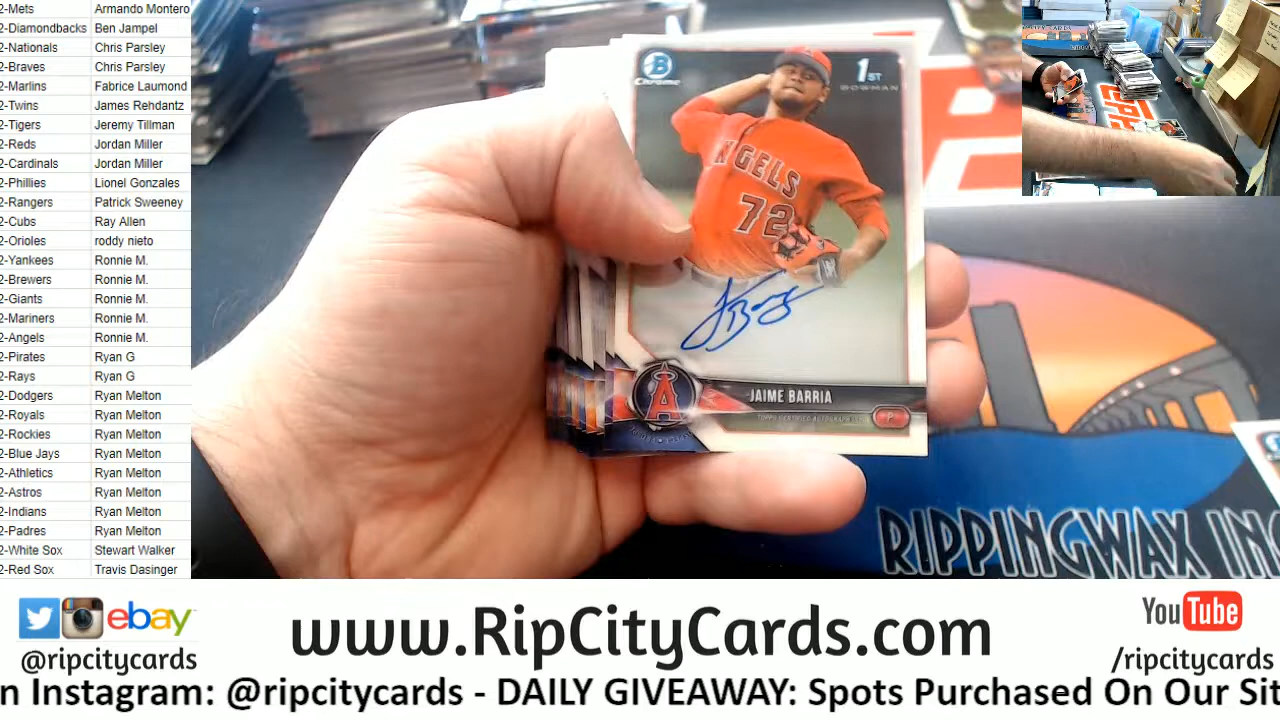 2-Mets Armando Montero
2-Diamondbacks Ben Jampel
2-Nationals Chris Parsley
2-Braves Chris Parsley
2-Marlins Fabrice Laumond
2-Twins James Rehdantz
2-Tigers Jeremy Tillman
2-Reds Jordan Miller
2-Cardinals Jordan Miller
2-Phillies Lionel Gonzales
2-Rangers Patrick Sweeney
2-Cubs Ray Allen
2-Orioles roddy nieto
2-Yankees Ronnie M.
2-Brewers Ronnie M.
2-Giants Ronnie M.
2-Mariners Ronnie M.
2-Angels Ronnie M.
2-Pirates Ryan G
2-Rays Ryan G
2-Dodgers Ryan Melton
2-Royals Ryan Melton
2-Rockies Ryan Melton
2-Blue Jays Ryan Melton
2-Athletics Ryan Melton
2-Astros Ryan Melton
2-Indians Ryan Melton
2-Padres Ryan Melton
2-White Sox Stewart Walker
2-Red Sox Travis Dasinger
B
Chrome
1ST
BOWMAN
ANGELS
72
A
JAIME BARRIA
TOPPS CERTIFIED AUTOGRAPH
P
RIPPINGWAX INC
ebay
@ripcitycards
www.RipCityCards.com
YouTube
/ripcitycards
n Instagram: @ripcitycards - DAILY GIVEAWAY: Spots Purchased On Our Sit